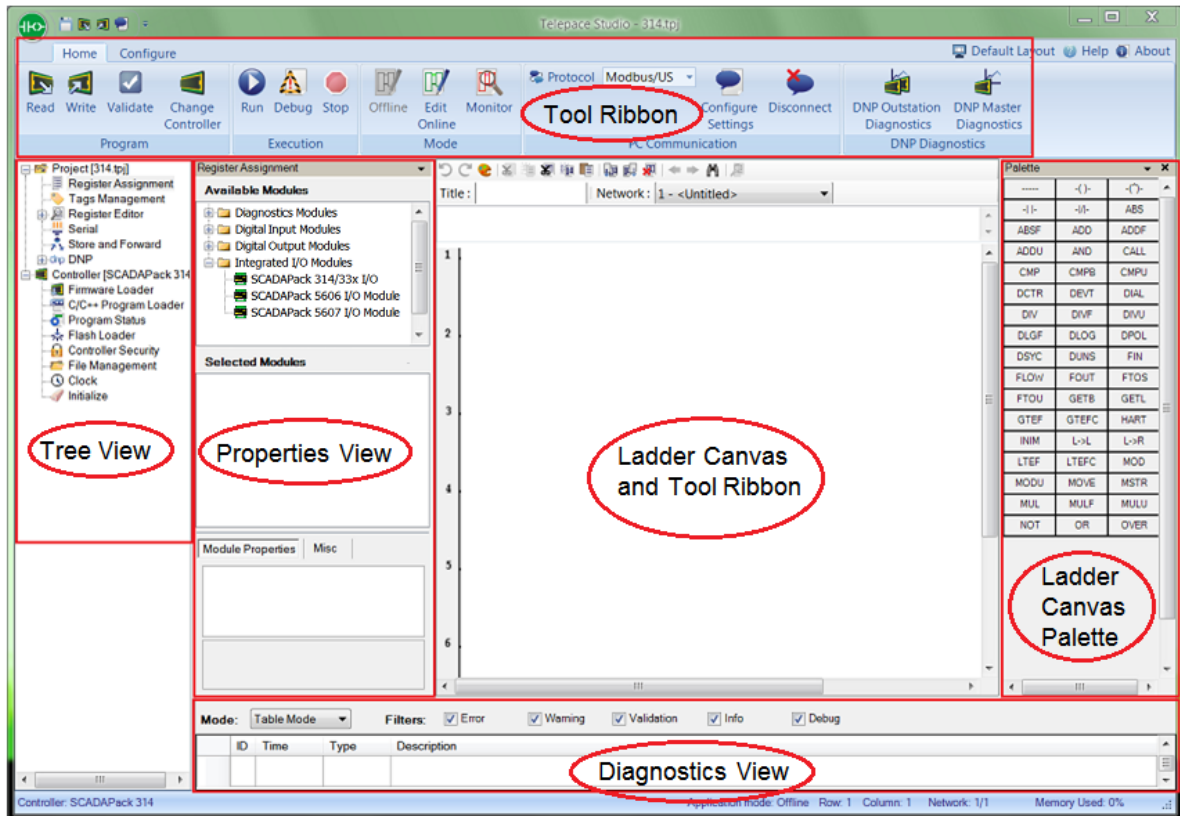 Telepace Studio - 314.tpj
Home Configure Default Layout Help About
Read Write Validate Change Controller Run Debug Stop Offline Edit Online Monitor Protocol Modbus/US Configure Settings Disconnect DNP Outstation Diagnostics DNP Master Diagnostics
Tool Ribbon
Program Execution Mode PC Communication DNP Diagnostics
Project [314.tpj]
Register Assignment
Tags Management
Register Editor
Serial
Store and Forward
dnp DNP
Controller [SCADAPack 314
Firmware Loader
C/C++ Program Loader
Program Status
Flash Loader
Controller Security
File Management
Clock
Initialize
Tree View
Register Assignment
Available Modules
Diagnostics Modules
Digital Input Modules
Digital Output Modules
Integrated I/O Modules
SCADAPack 314/33x I/O
SCADAPack 5606 I/O Module
SCADAPack 5607 I/O Module
Selected Modules
Properties View
Module Properties Misc
Title : Network: 1 - <Untitled>
1
2
3
4
5
6
Ladder Canvas
and Tool Ribbon
Palette
----- -( )- -(^)-
-| |- -|/|- ABS
ABSF ADD ADDF
ADDU AND CALL
CMP CMPB CMPU
DCTR DEVT DIAL
DIV DIVF DIVU
DLGF DLOG DPOL
DSYC DUNS FIN
FLOW FOUT FTOS
FTOU GETB GETL
GTEF GTEFC HART
INIM L->L L->R
LTEF LTEFC MOD
MODU MOVE MSTR
MUL MULF MULU
NOT OR OVER
Ladder
Canvas
Palette
Mode: Table Mode Filters: Error Warning Validation Info Debug
ID Time Type Description
Diagnostics View
Controller: SCADAPack 314 Application mode: Offline Row: 1 Column: 1 Network: 1/1 Memory Used: 0%